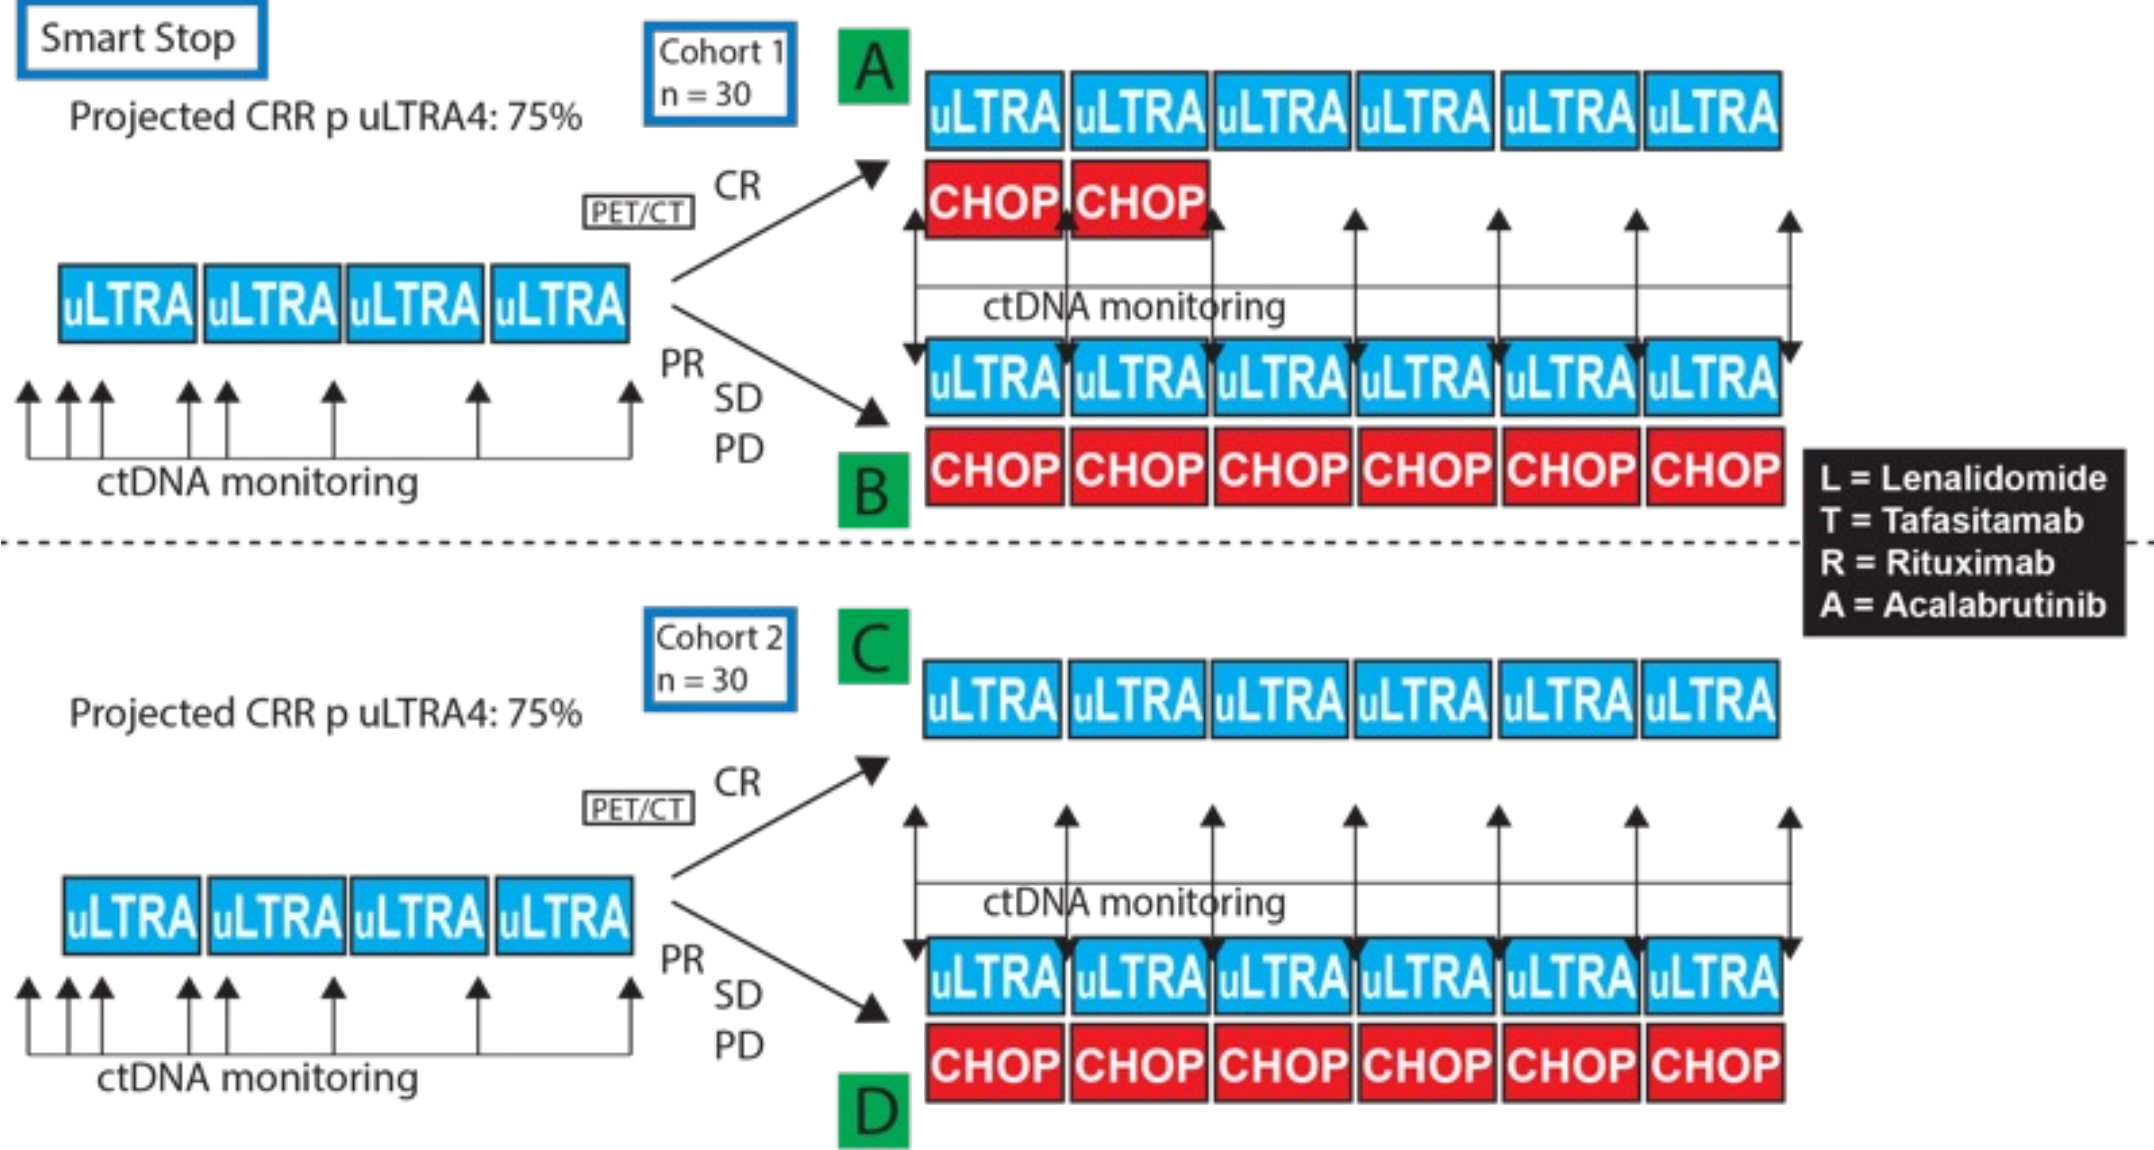 Smart Stop
Projected CRR p uLTRA4: 75%
Cohort 1
n = 30
A
uLTRA uLTRA uLTRA uLTRA uLTRA uLTRA
CHOP CHOP
PET/CT
CR
uLTRA uLTRA uLTRA uLTRA
ctDNA monitoring
PR
SD
PD
ctDNA monitoring
uLTRA uLTRA uLTRA uLTRA uLTRA uLTRA
CHOP CHOP CHOP CHOP CHOP CHOP
B
L = Lenalidomide
T = Tafasitamab
R = Rituximab
A = Acalabrutinib
Projected CRR p uLTRA4: 75%
Cohort 2
n = 30
C
uLTRA uLTRA uLTRA uLTRA uLTRA uLTRA
PET/CT
CR
uLTRA uLTRA uLTRA uLTRA
ctDNA monitoring
PR
SD
PD
ctDNA monitoring
uLTRA uLTRA uLTRA uLTRA uLTRA uLTRA
CHOP CHOP CHOP CHOP CHOP CHOP
D